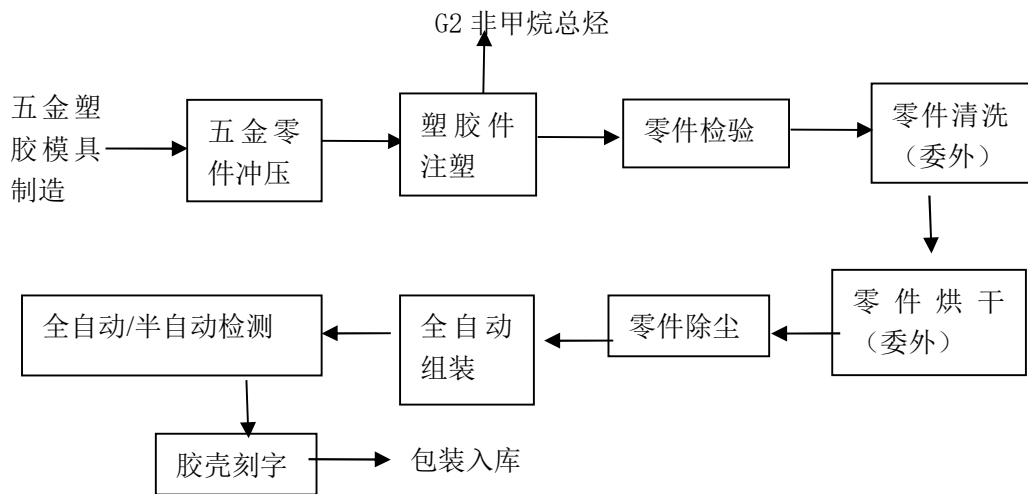 G2 非甲烷总烃
五金塑
胶模具
制造
五金零
件冲压
塑胶件
注塑
零件检验
零件清洗
（委外）
全自动/半自动检测
全自动
组装
零件除尘
零件烘干
（委外）
胶壳刻字
包装入库